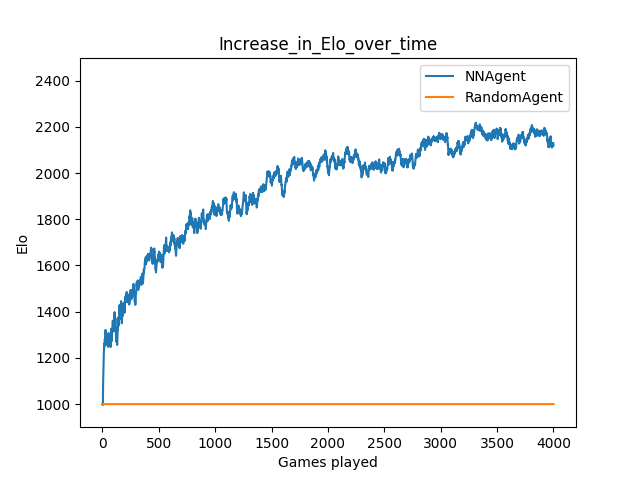 Increase_in_Elo_over_time
NNAgent
RandomAgent
2400
2200
2000
1800
1600
1400
1200
1000
Elo
0 500 1000 1500 2000 2500 3000 3500 4000
Games played